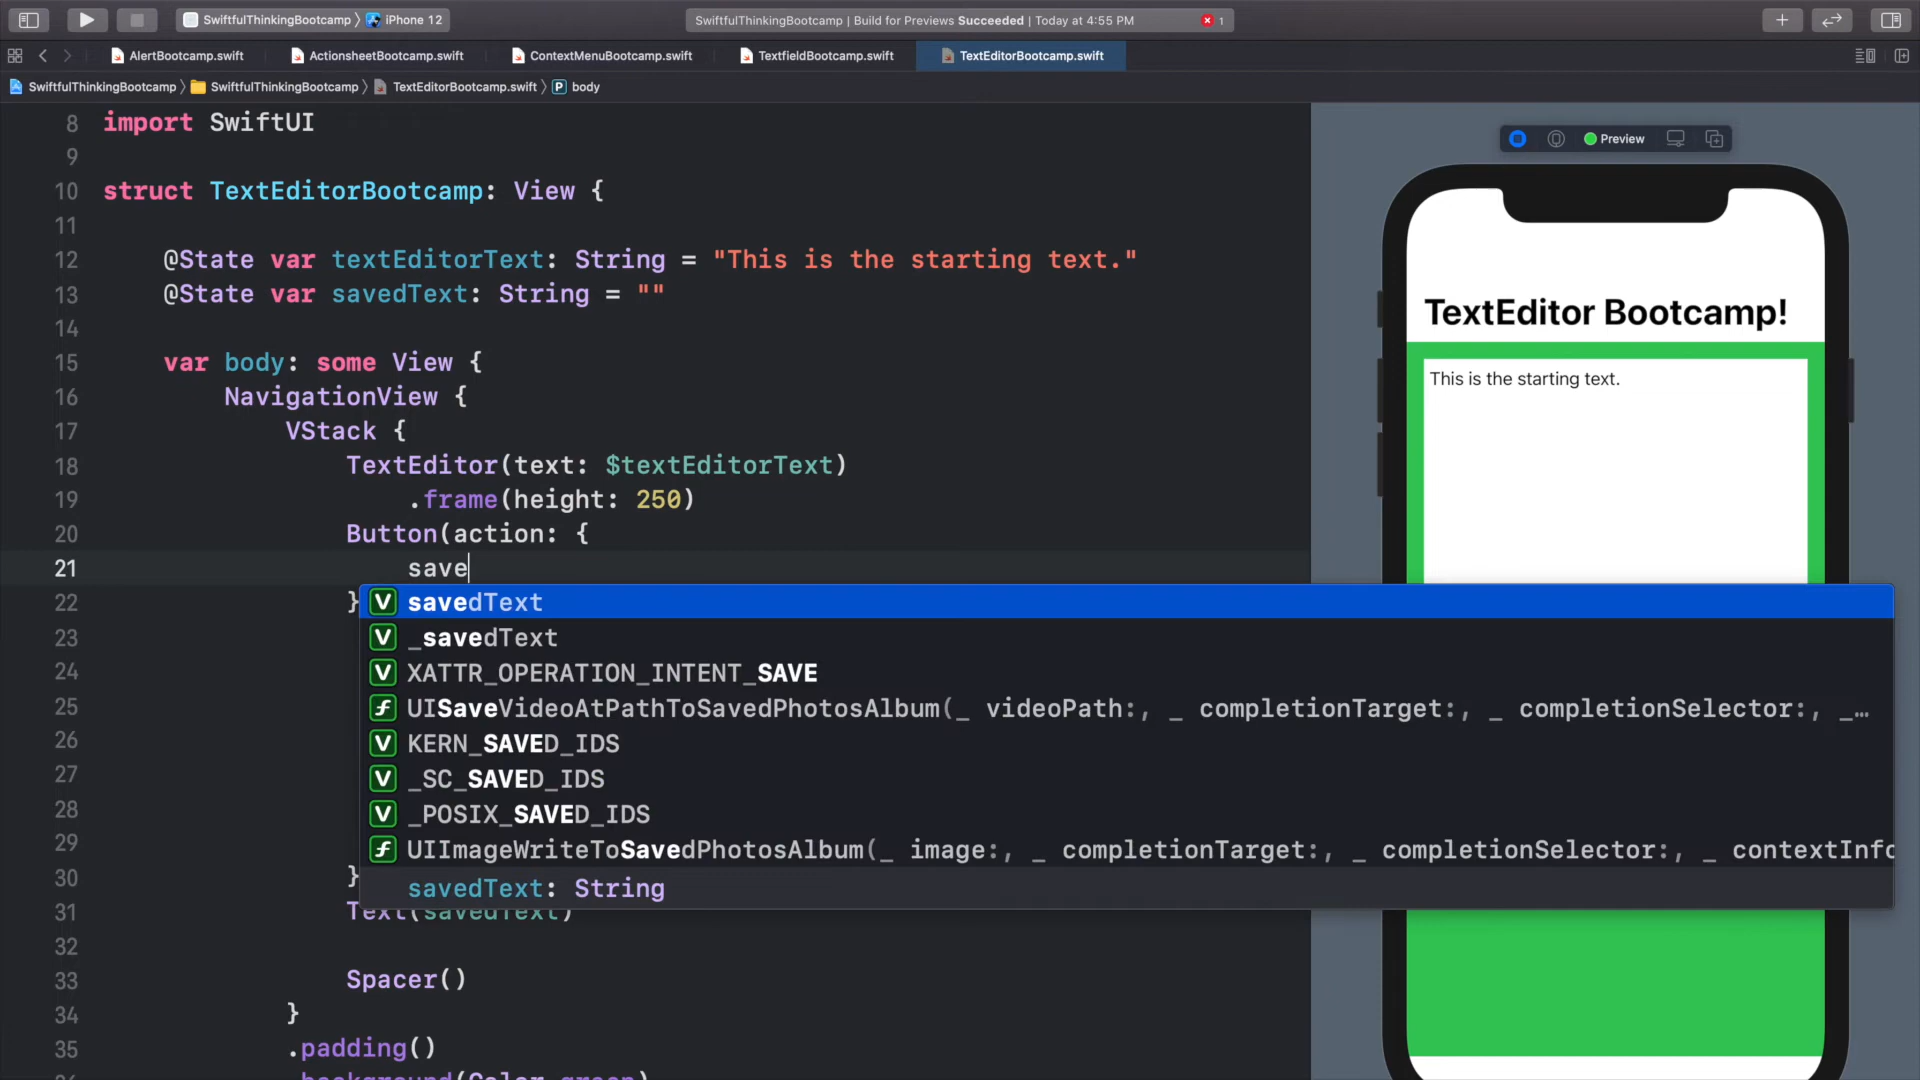 SwiftfulThinkingBootcamp 〉 iPhone 12
SwiftfulThinkingBootcamp | Build for Previews Succeeded | Today at 4:55 PM
1
AlertBootcamp.swift
ActionsheetBootcamp.swift
ContextMenuBootcamp.swift
TextfieldBootcamp.swift
TextEditorBootcamp.swift
SwiftfulThinkingBootcamp 〉 SwiftfulThinkingBootcamp 〉 TextEditorBootcamp.swift 〉 P body
8 import SwiftUI
9
10 struct TextEditorBootcamp: View {
11
12 @State var textEditorText: String = "This is the starting text."
13 @State var savedText: String = ""
14
15 var body: some View {
16 NavigationView {
17 VStack {
18 TextEditor(text: $textEditorText)
19 .frame(height: 250)
20 Button(action: {
21 save
22 }
V savedText
23
V _savedText
24
V XATTR_OPERATION_INTENT_SAVE
25
f UISaveVideoAtPathToSavedPhotosAlbum(_ videoPath:, _ completionTarget:, _ completionSelector:, _…
26
V KERN_SAVED_IDS
27
V _SC_SAVED_IDS
28
V _POSIX_SAVED_IDS
29
f UIImageWriteToSavedPhotosAlbum(_ image:, _ completionTarget:, _ completionSelector:, _ contextInfo
30 }
savedText: String
31 Text(savedText)
32
33 Spacer()
34 }
35 .padding()
.background(Color.green)
Preview
TextEditor Bootcamp!
This is the starting text.